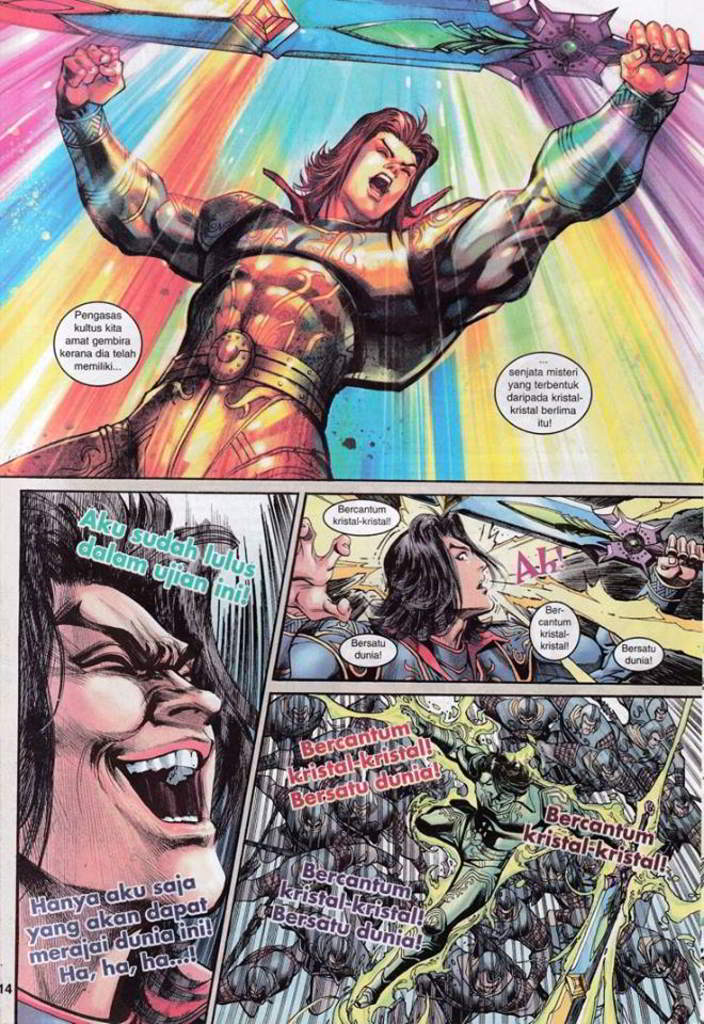 Pengasas
kultus kita
amat gembira
kerana dia telah
memiliki...
...
senjata misteri
yang terbentuk
daripada kristal-
kristal berlima
itu!
Aku sudah lulus
dalam ujian ini!
Hanya aku saja
yang akan dapat
merajai dunia ini!
Ha, ha, ha...!
Bercantum
kristal-kristal!
Ah!
Bersatu
dunia!
Ber-
cantum
kristal-
kristal!
Bersatu
dunia!
Bercantum
kristal-kristal!
Bersatu dunia!
Bercantum
kristal-kristal!
Bercantum
kristal-kristal!
Bersatu dunia!
14